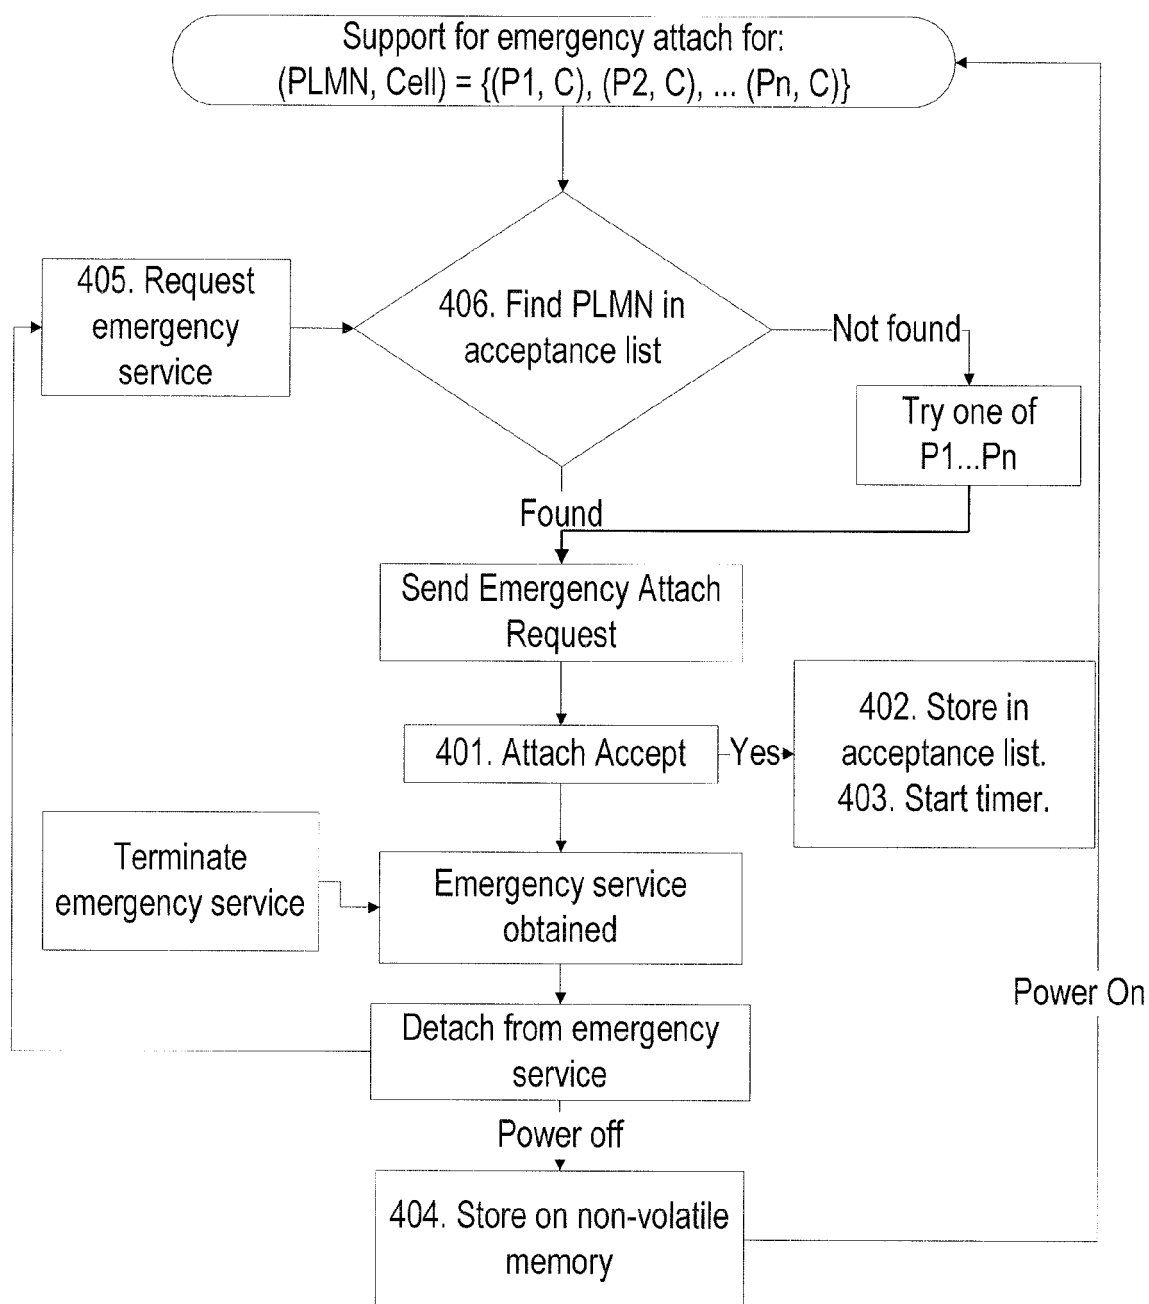 Support for emergency attach for:
(PLMN, Cell) = {(P1, C), (P2, C), ... (Pn, C)}
405. Request
emergency
service
406. Find PLMN in
acceptance list
Not found
Try one of
P1...Pn
Found
Send Emergency Attach
Request
401. Attach Accept
Yes
402. Store in
acceptance list.
403. Start timer.
Terminate
emergency service
Emergency service
obtained
Power On
Detach from emergency
service
Power off
404. Store on non-volatile
memory